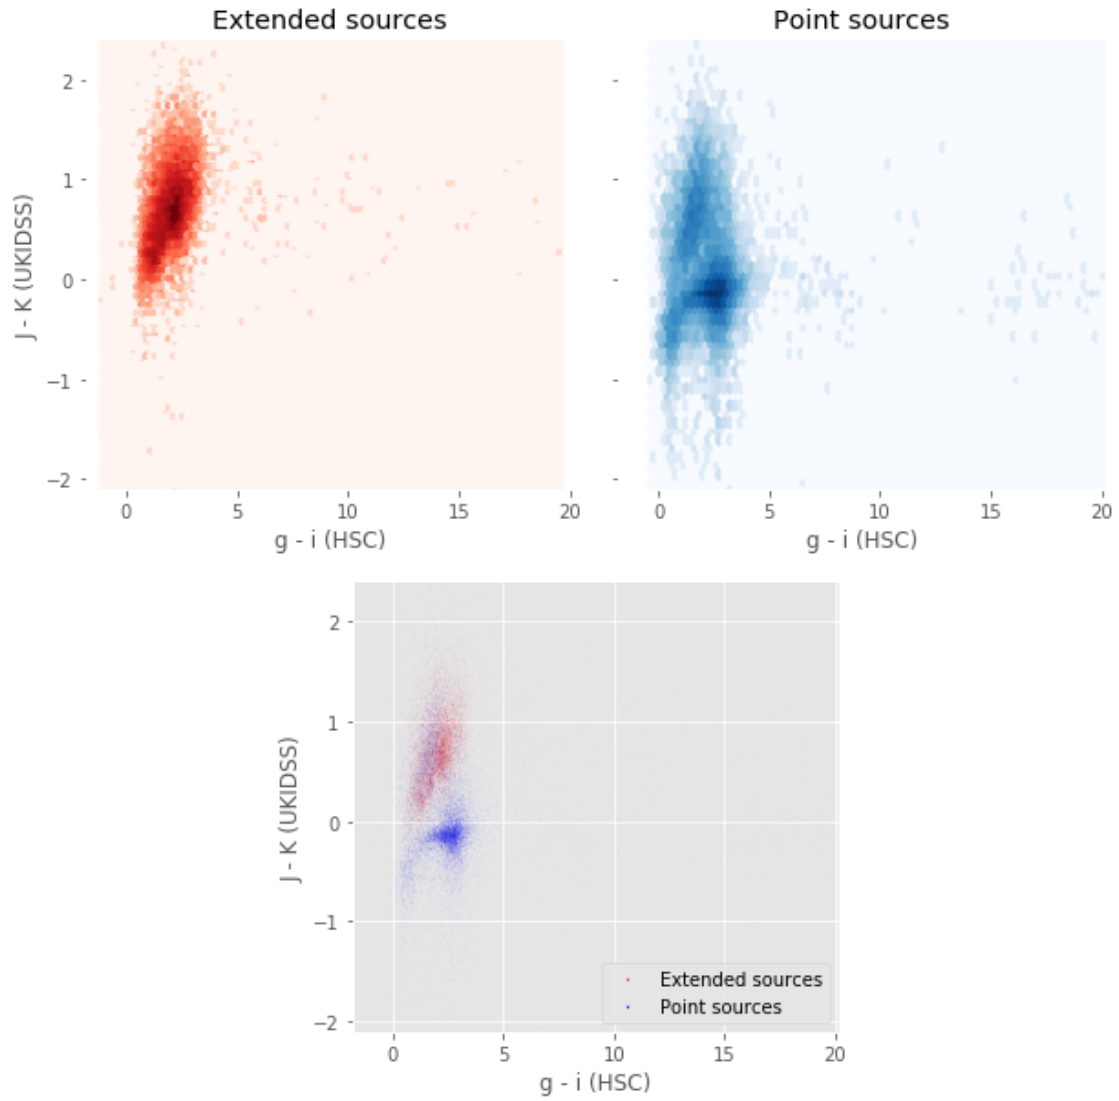 Extended sources
Point sources
J - K (UKIDSS)
2
1
0
−1
−2
0
5
10
15
20
g - i (HSC)
0
5
10
15
20
g - i (HSC)
J - K (UKIDSS)
2
1
0
−1
−2
Extended sources
Point sources
0
5
10
15
20
g - i (HSC)